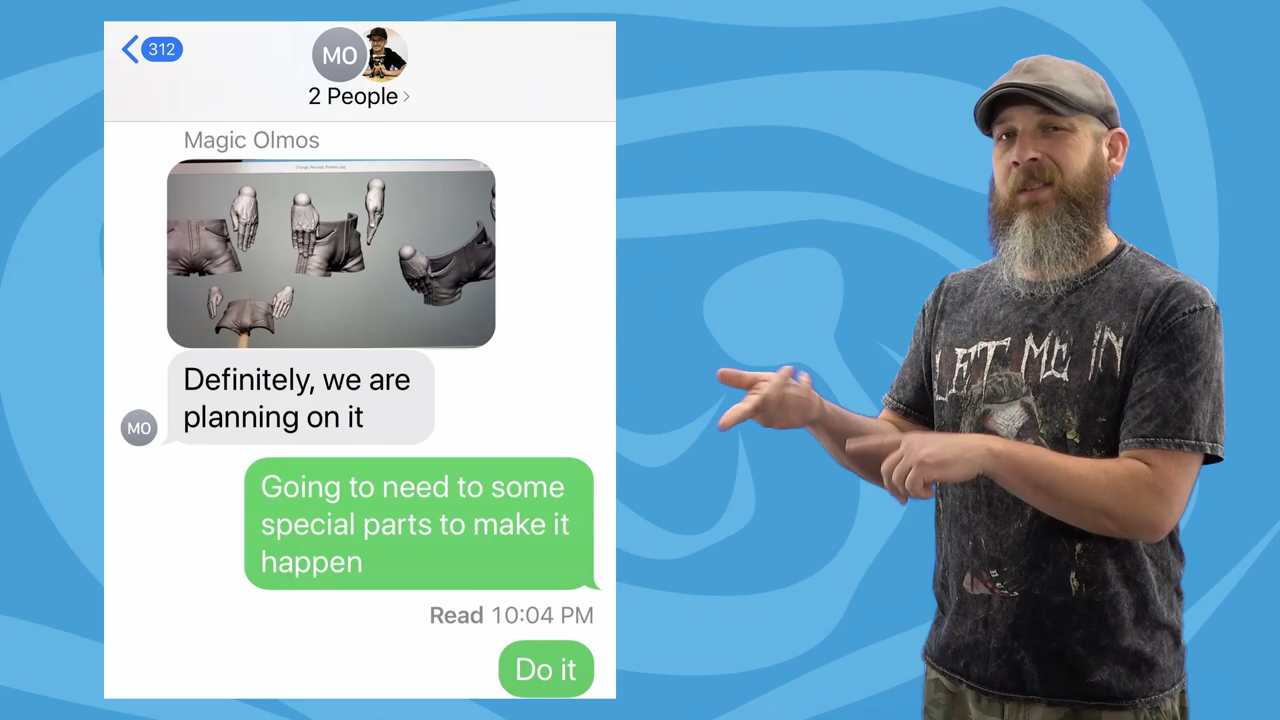 312
MO
2 People
Magic Olmos
Definitely, we are
planning on it
MO
Going to need to some
special parts to make it
happen
Read 10:04 PM
Do it
LET ME IN